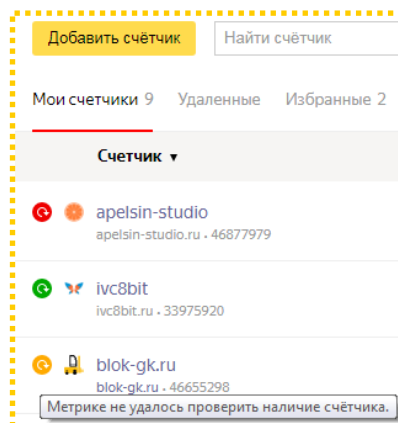 Добавить счётчик
Найти счётчик
Мои счетчики 9 Удаленные Избранные 2
Счетчик ▼
apelsin-studio
apelsin-studio.ru • 46877979
ivc8bit
ivc8bit.ru • 33975920
blok-gk.ru
blok-gk.ru • 46655298
Метрике не удалось проверить наличие счётчика.